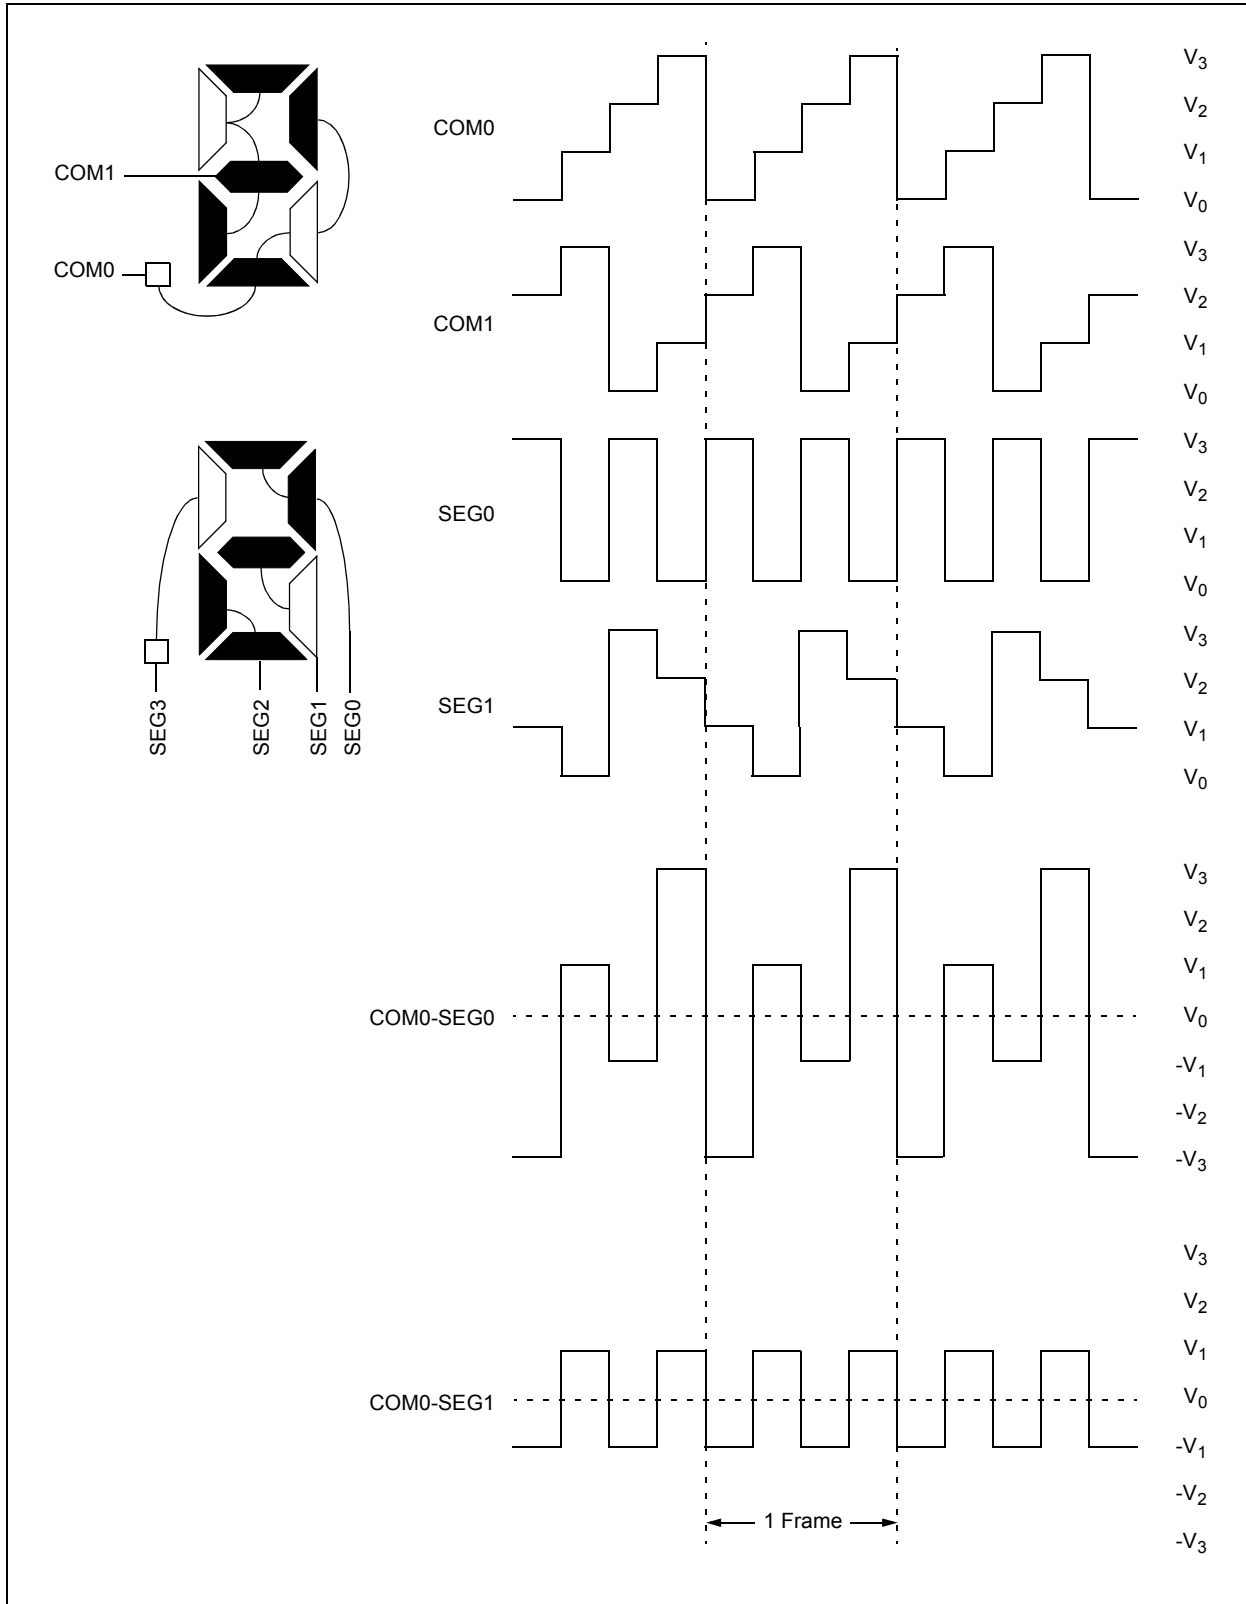 COM1
COM0
SEG3
SEG2
SEG1
SEG0
COM0
V3
V2
V1
V0
COM1
V3
V2
V1
V0
SEG0
V3
V2
V1
V0
SEG1
V3
V2
V1
V0
COM0-SEG0
V3
V2
V1
V0
-V1
-V2
-V3
COM0-SEG1
V3
V2
V1
V0
-V1
-V2
-V3
1 Frame